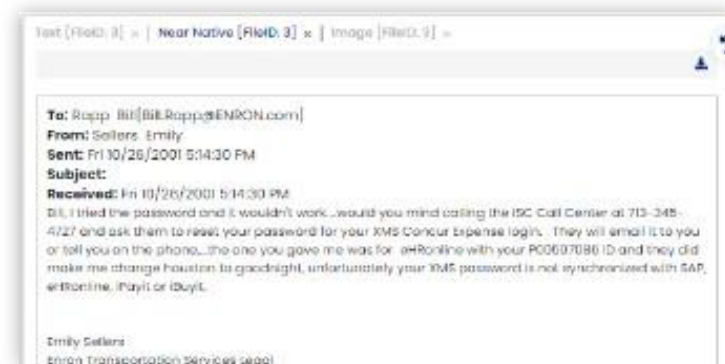 Text [FileID: 3] × | Near Native [FileID: 3] × | Image [FileID: 3] ×
To: Rapp Bill[Bill.Rapp@ENRON.com]
From: Sellers Emily
Sent: Fri 10/26/2001 5:14:30 PM
Subject:
Received: Fri 10/26/2001 5:14:30 PM
Bill, I tried the password and it wouldn't work...would you mind calling the ISC Call Center at 713-345-
4727 and ask them to reset your password for your XMS Concur Expense login. They will email it to you
or tell you on the phone,...the one you gave me was for eHRonline with your P00607086 ID and they did
make me change houston to goodnight, unfortunately your XMS password is not synchronized with SAP,
eHRonline, iPayit or iBuyit.
Emily Sellers
Enron Transportation Services Legal